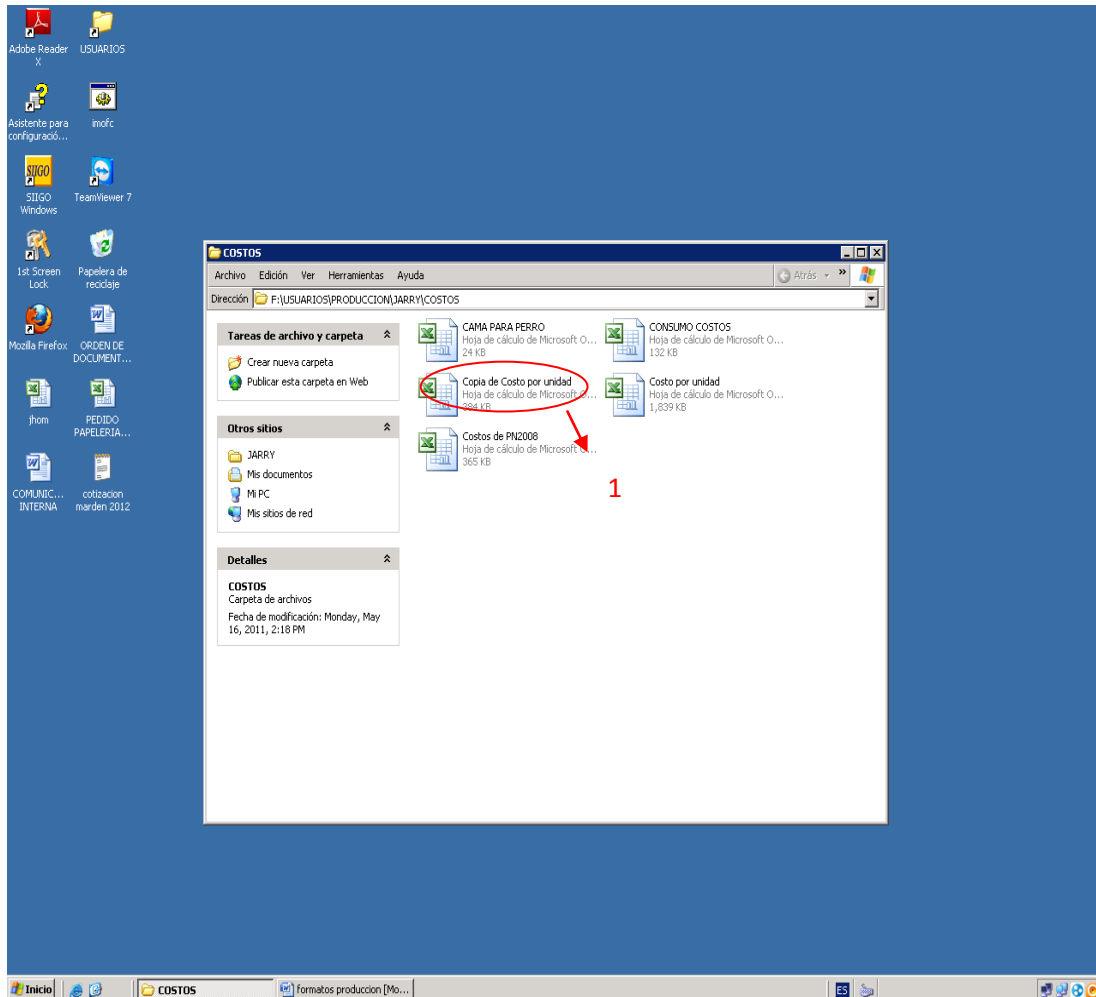 Adobe Reader
X
USUARIOS
Asistente para
configuració...
imofc
SIIGO
SIIGO
Windows
TeamViewer 7
1st Screen
Lock
Papelera de
reciclaje
Mozilla Firefox
ORDEN DE
DOCUMENT...
jhom
PEDIDO
PAPELERIA...
COMUNIC...
INTERNA
cotizacion
marden 2012
COSTOS
Archivo Edición Ver Herramientas Ayuda
Atrás »
Dirección F:\USUARIOS\PRODUCCION\JARRY\COSTOS
Tareas de archivo y carpeta
Crear nueva carpeta
Publicar esta carpeta en Web
Otros sitios
JARRY
Mis documentos
Mi PC
Mis sitios de red
Detalles
COSTOS
Carpeta de archivos
Fecha de modificación: Monday, May
16, 2011, 2:18 PM
CAMA PARA PERRO
Hoja de cálculo de Microsoft O...
24 KB
CONSUMO COSTOS
Hoja de cálculo de Microsoft O...
132 KB
Copia de Costo por unidad
Hoja de cálculo de Microsoft O...
384 KB
Costo por unidad
Hoja de cálculo de Microsoft O...
1,839 KB
Costos de PN2008
Hoja de cálculo de Microsoft O...
365 KB
1
Inicio
COSTOS
formatos produccion [Mo...
ES